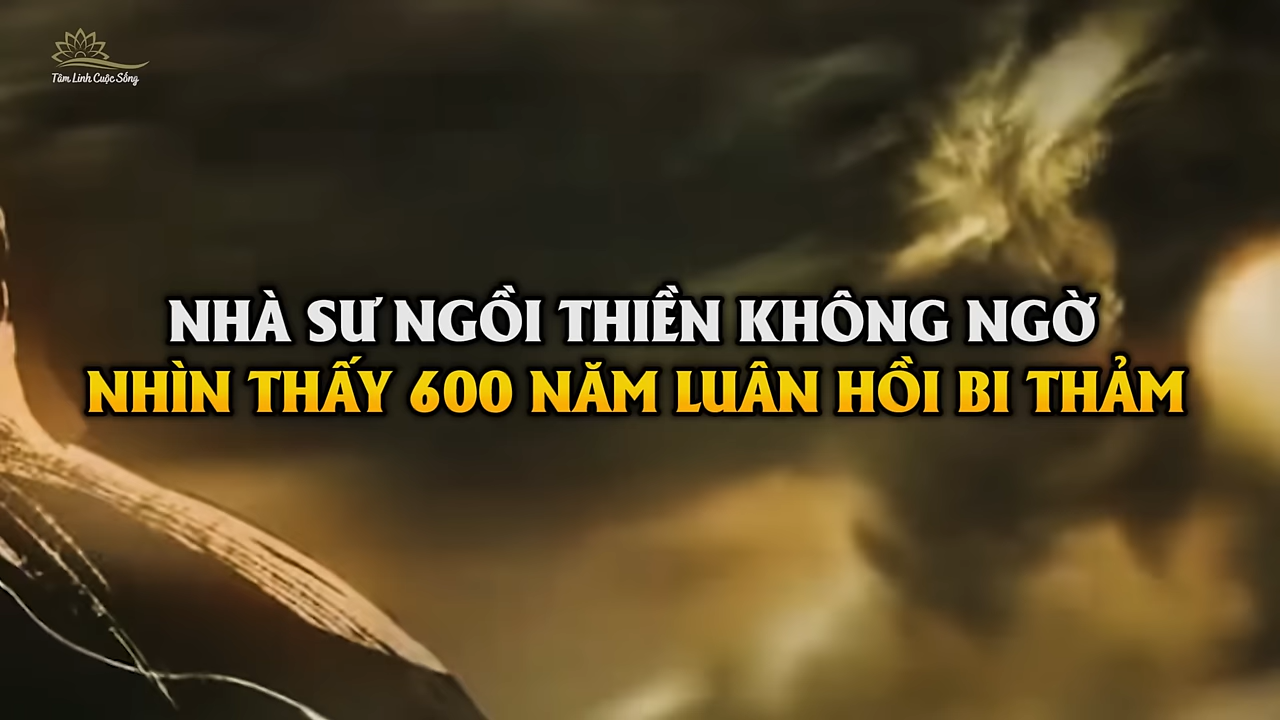 Tâm Linh Cuộc Sống
NHÀ SƯ NGỒI THIỀN KHÔNG NGỜ
NHÌN THẤY 600 NĂM LUÂN HỒI BI THẢM